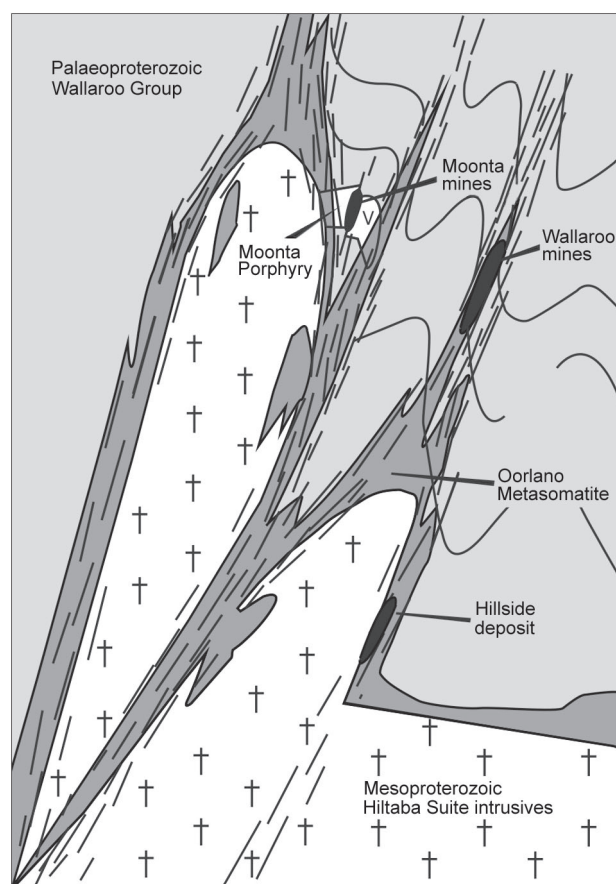 Palaeoproterozoic
Wallaroo Group
Moonta
mines
Moonta
Porphyry
V
Wallaroo
mines
Oorlano
Metasomatite
Hillside
deposit
Mesoproterozoic
Hiltaba Suite intrusives